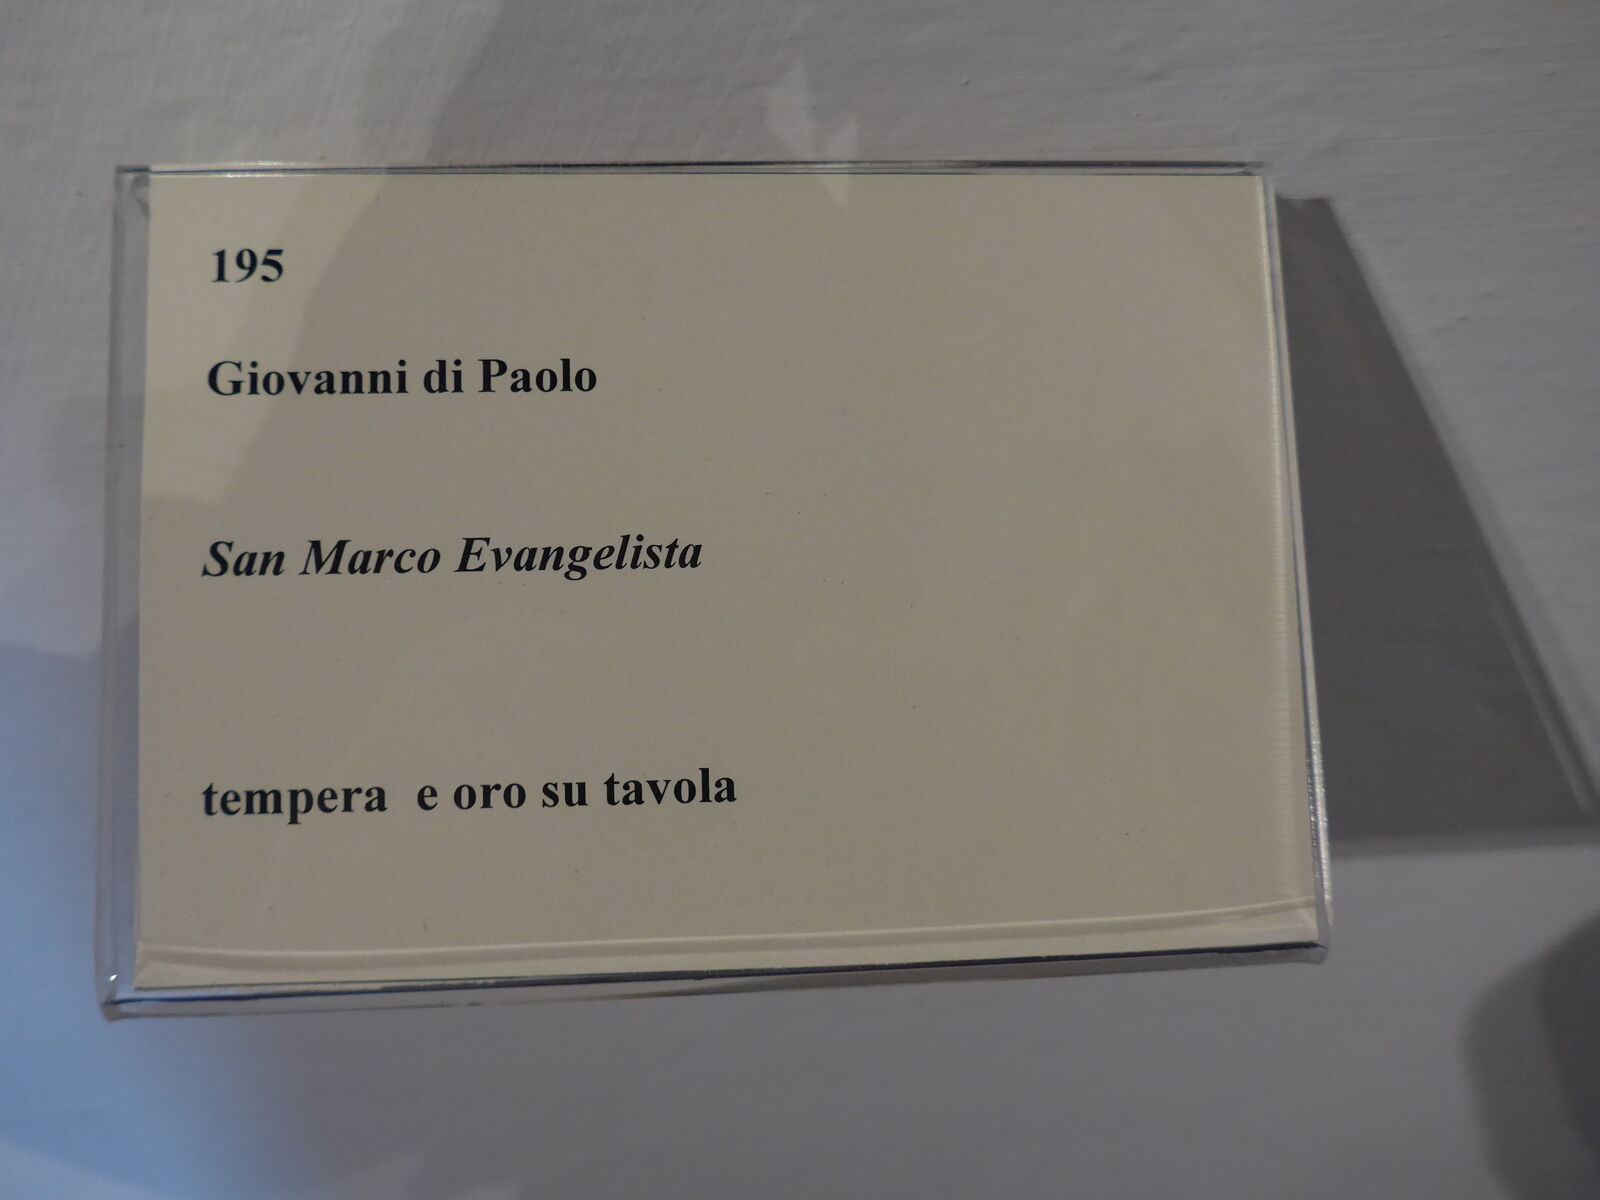 195
Giovanni di Paolo
San Marco Evangelista
tempera  e oro su tavola